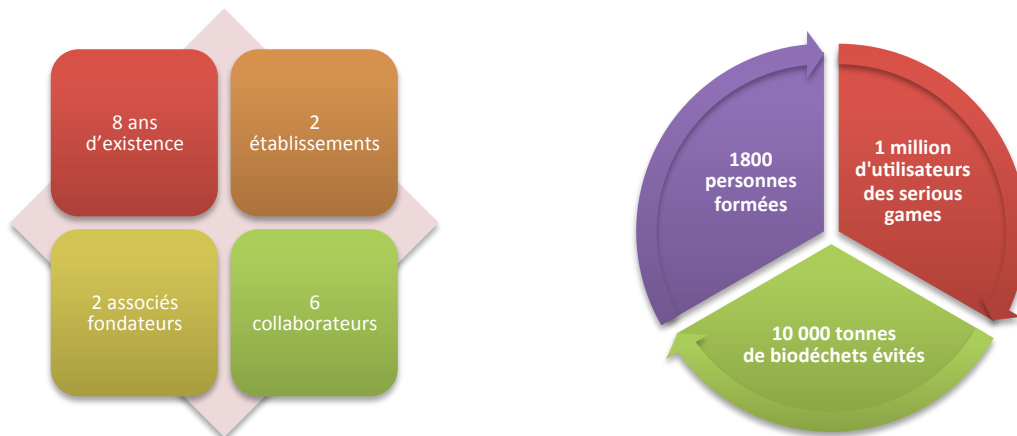 8 ans
d'existence
2
établissements
2 associés
fondateurs
6
collaborateurs
1800
personnes
formées
1 million
d'utilisateurs
des serious
games
10 000 tonnes
de biodéchets évités